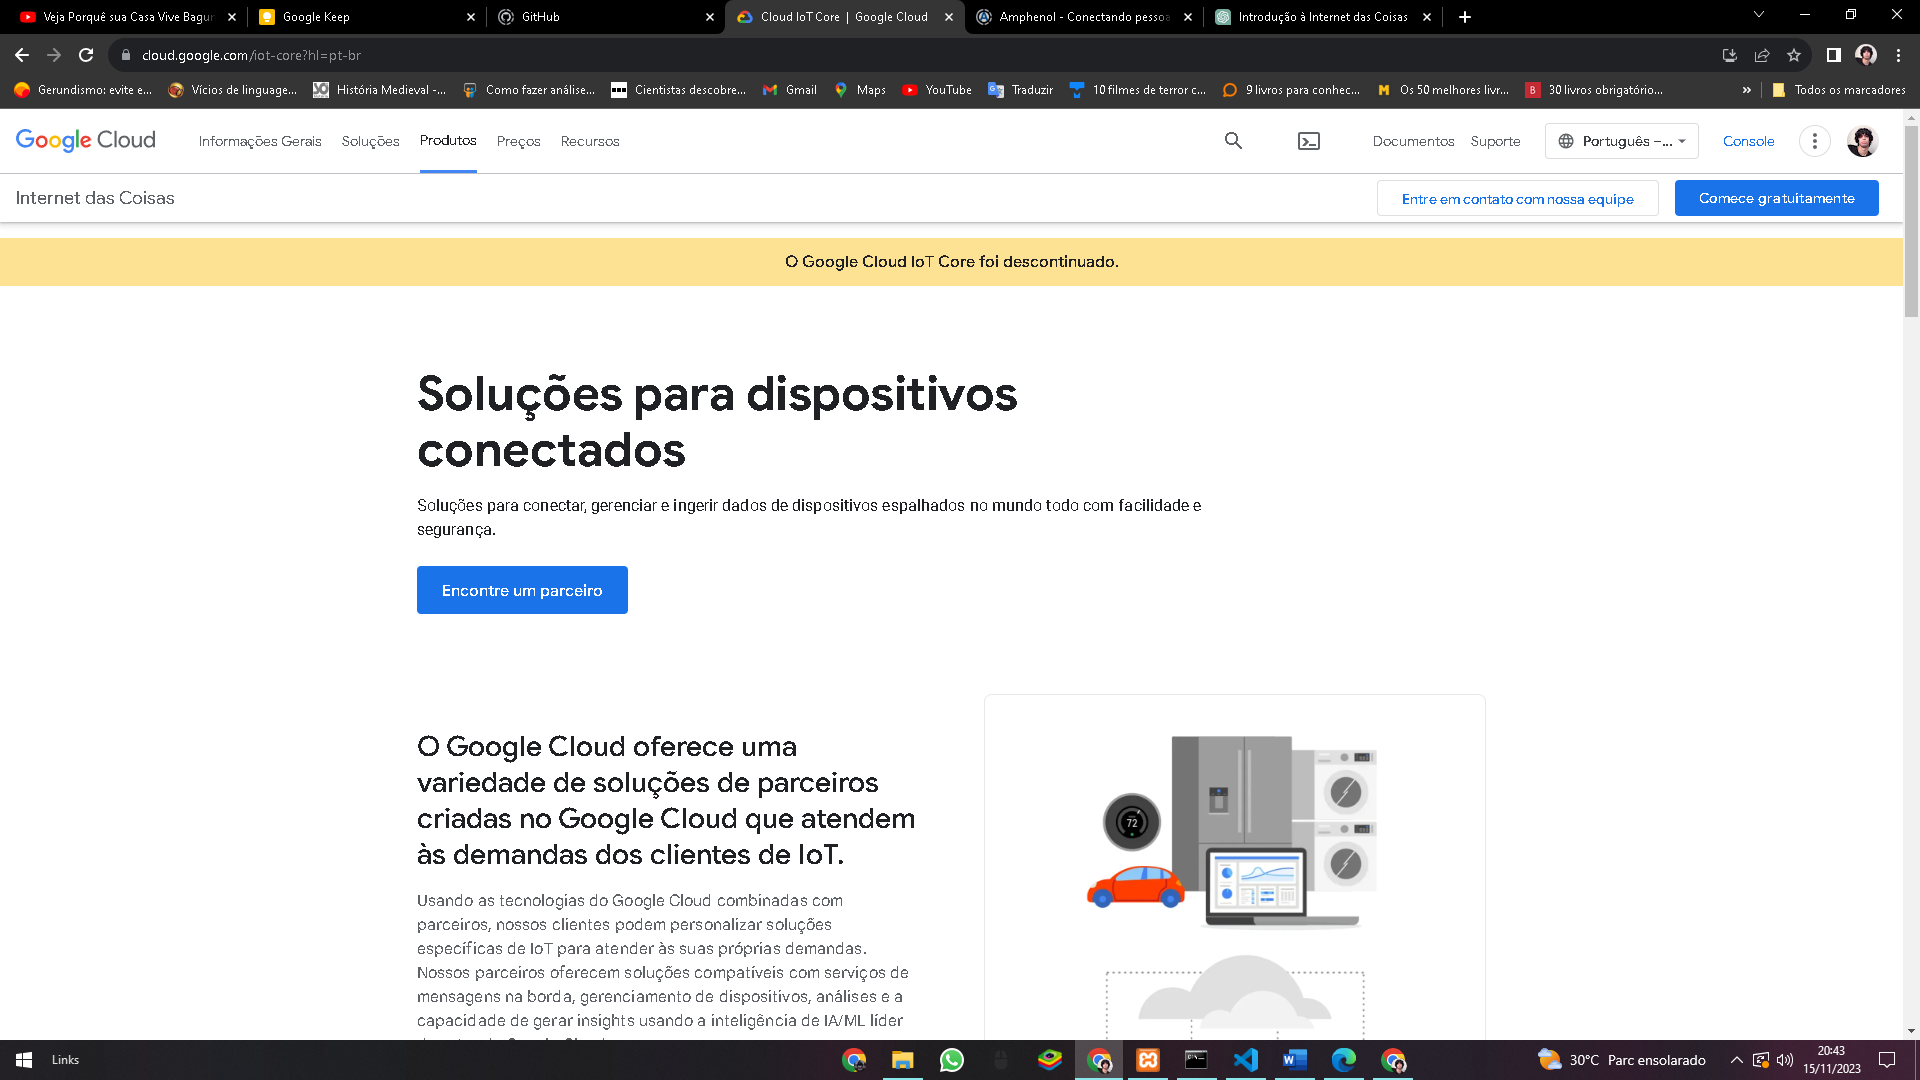 Veja Porquê sua Casa Vive Bagun
Google Keep
GitHub
Cloud IoT Core | Google Cloud
Amphenol - Conectando pessoa
Introdução à Internet das Coisas
cloud.google.com/iot-core?hl=pt-br
Gerundismo: evite e...
Vícios de linguage...
História Medieval -...
Como fazer análise...
Cientistas descobre...
Gmail
Maps
YouTube
Traduzir
10 filmes de terror c...
9 livros para conhec...
Os 50 melhores livr...
30 livros obrigatório...
Todos os marcadores
Google Cloud
Informações Gerais
Soluções
Produtos
Preços
Recursos
Documentos
Suporte
Português –...
Console
Internet das Coisas
Entre em contato com nossa equipe
Comece gratuitamente
O Google Cloud IoT Core foi descontinuado.
Soluções para dispositivos
conectados
Soluções para conectar, gerenciar e ingerir dados de dispositivos espalhados no mundo todo com facilidade e
segurança.
Encontre um parceiro
O Google Cloud oferece uma
variedade de soluções de parceiros
criadas no Google Cloud que atendem
às demandas dos clientes de IoT.
72
Usando as tecnologias do Google Cloud combinadas com
parceiros, nossos clientes podem personalizar soluções
específicas de IoT para atender às suas próprias demandas.
Nossos parceiros oferecem soluções compatíveis com serviços de
mensagens na borda, gerenciamento de dispositivos, análises e a
capacidade de gerar insights usando a inteligência de IA/ML líder
Links
30°C Parc ensolarado
20:43
15/11/2023